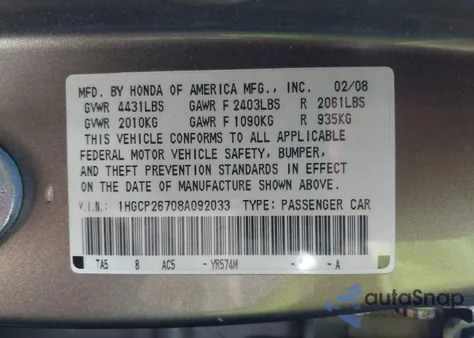 MFD. BY HONDA OF AMERICA MFG., INC. 02/08
GVWR 4431LBS GAWR F 2403LBS R 2061LBS
GVWR 2010KG GAWR F 1090KG R 935KG
THIS VEHICLE CONFORMS TO ALL APPLICABLE
FEDERAL MOTOR VEHICLE SAFETY, BUMPER,
AND THEFT PREVENTION STANDARDS IN EFFECT
ON THE DATE OF MANUFACTURE SHOWN ABOVE.
V.I.N.: 1HGCP26708A092033 TYPE: PASSENGER CAR
TA5 8 AC5 -YR574M - -A
autoSnap